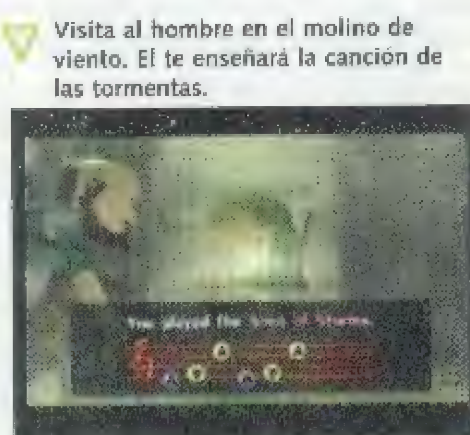 Visita al hombre en el molino de
viento. El te enseñará la canción de
las tormentas.
You played the Song of Storms.
A A
A Y A Y